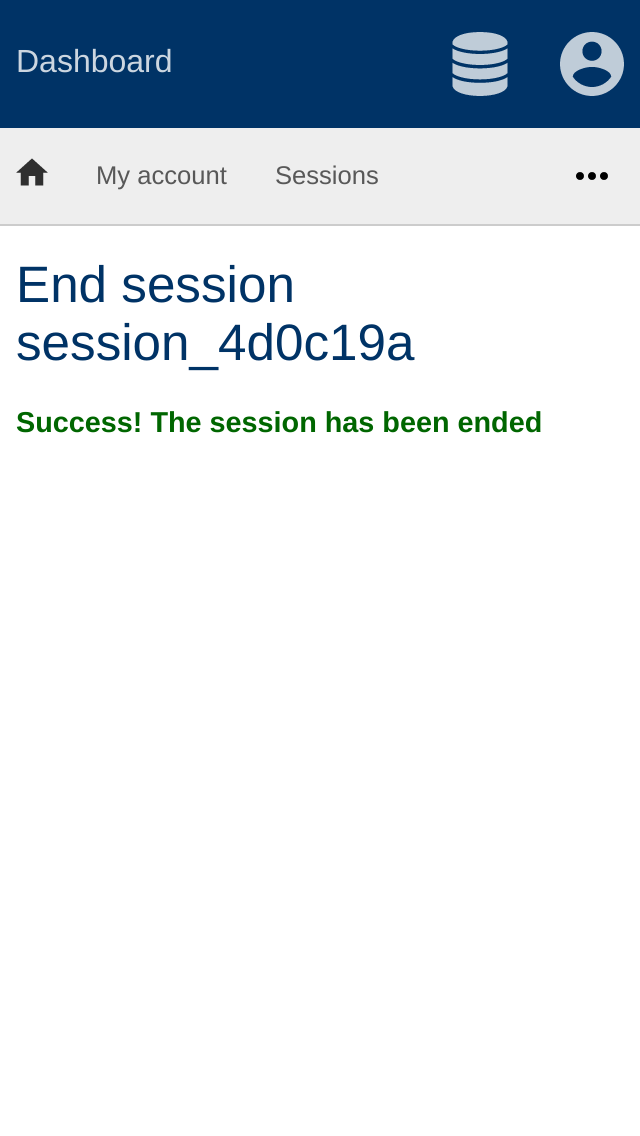 Dashboard
My account Sessions
End session
session_4d0c19a
Success! The session has been ended